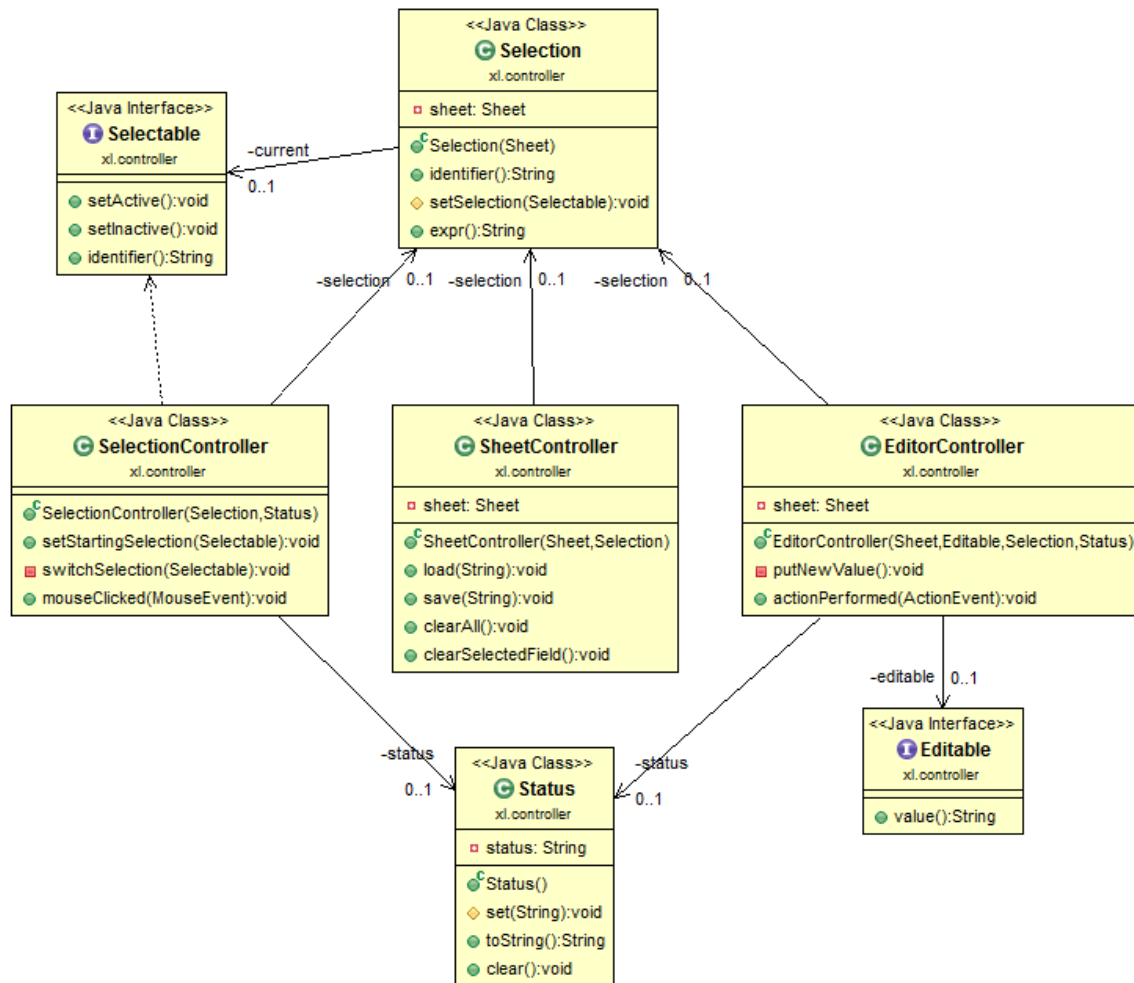 <<Java Class>>
Selection
xl.controller
sheet: Sheet
Selection(Sheet)
identifier():String
setSelection(Selectable):void
expr():String
<<Java Interface>>
Selectable
xl.controller
setActive():void
setInactive():void
identifier():String
-current
0..1
-selection
0..1
-selection
0..1
-selection
0..1
<<Java Class>>
SelectionController
xl.controller
SelectionController(Selection,Status)
setStartingSelection(Selectable):void
switchSelection(Selectable):void
mouseClicked(MouseEvent):void
<<Java Class>>
SheetController
xl.controller
sheet: Sheet
SheetController(Sheet,Selection)
load(String):void
save(String):void
clearAll():void
clearSelectedField():void
<<Java Class>>
EditorController
xl.controller
sheet: Sheet
EditorController(Sheet,Editable,Selection,Status)
putNewValue():void
actionPerformed(ActionEvent):void
-status
0..1
-status
0..1
-editable
0..1
<<Java Class>>
Status
xl.controller
status: String
Status()
set(String):void
toString():String
clear():void
<<Java Interface>>
Editable
xl.controller
value():String